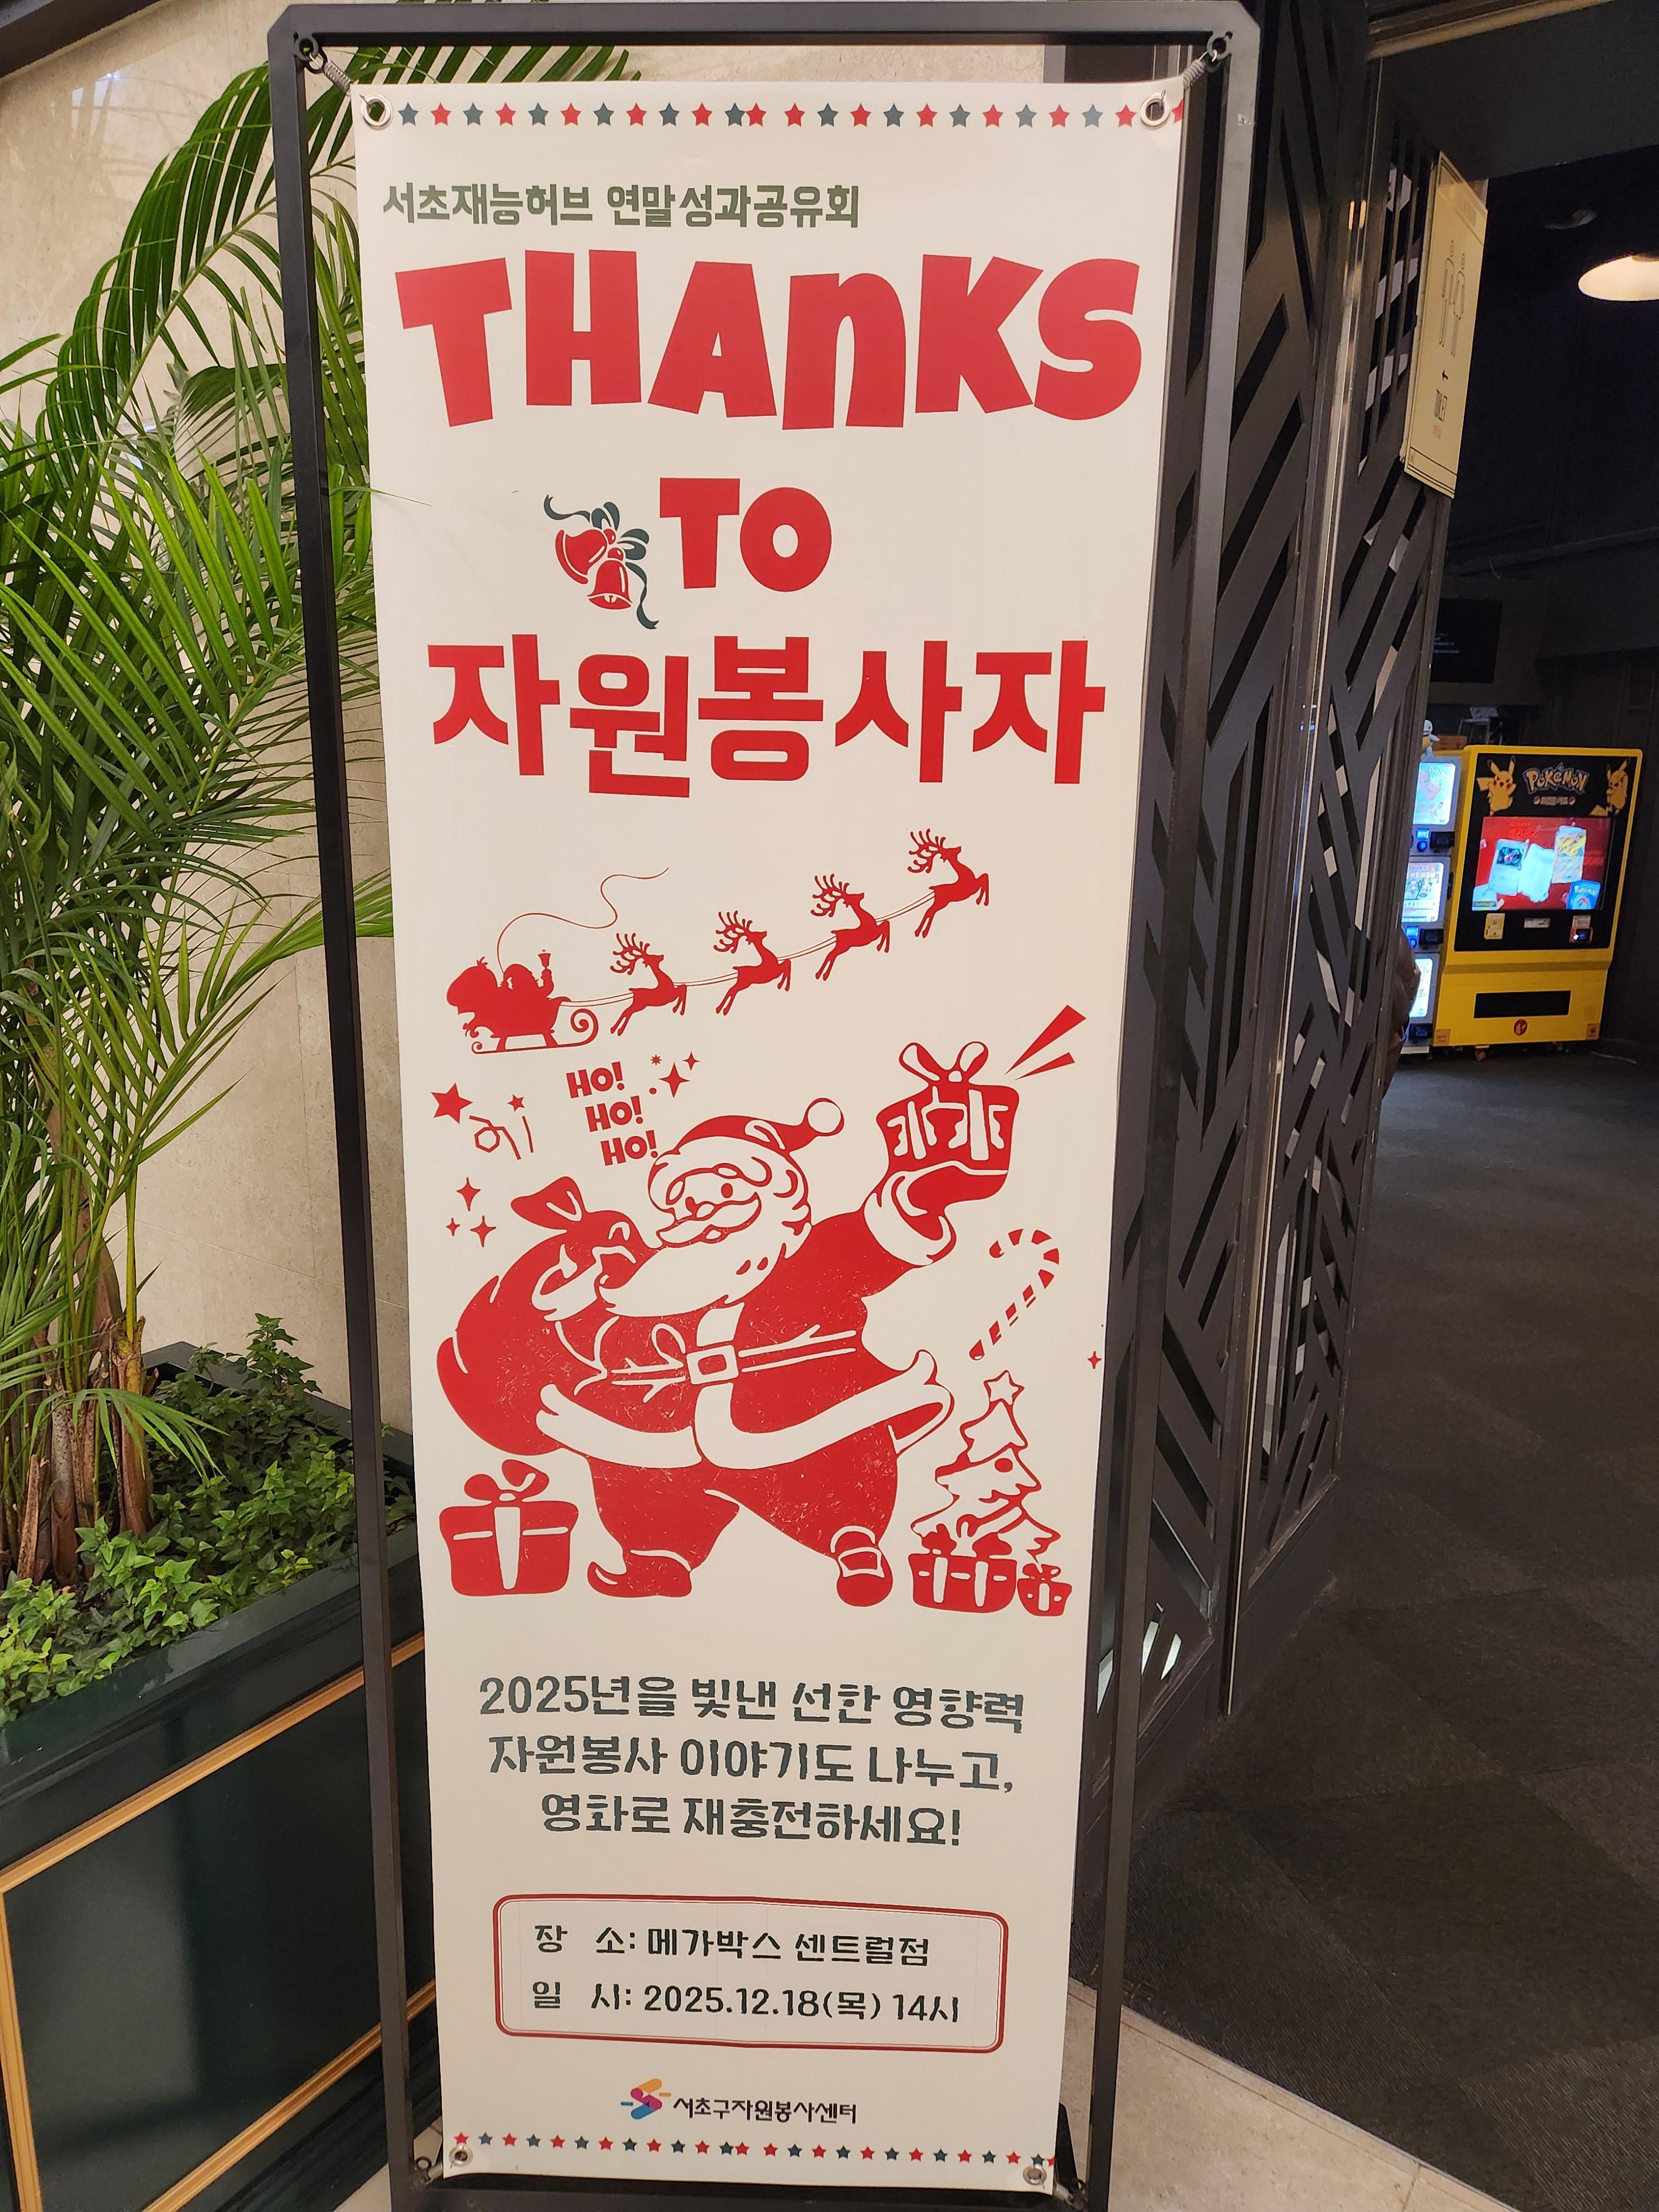 서초재능허브 연말성과공유회
THANKS
TO
자원봉사자
HO!
HO!
HO!
2025년을 빛낸 선한 영향력
자원봉사 이야기도 나누고,
영화로 재충전하세요!
장 소: 메가박스 센트럴점
일 시: 2025.12.18(목) 14시
서초구자원봉사센터
POKÉMON